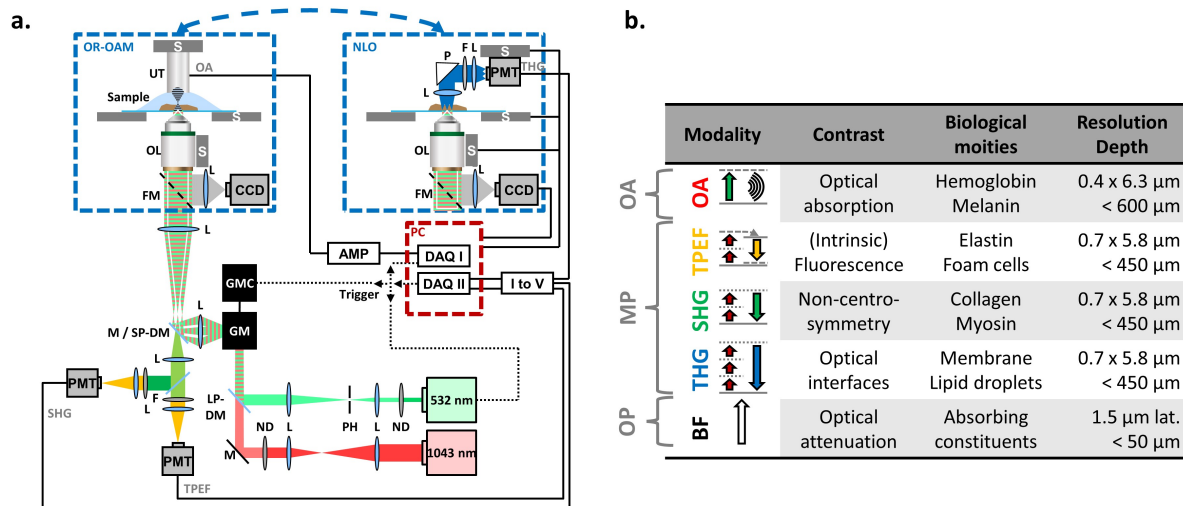 a.
OR-OAM
S
OA
UT
Sample
S
OL
S
L
FM
CCD
L
NLO
P
F L
S
THG
PMT
L
S
OL
S
L
FM
CCD
PC
AMP
DAQ I
DAQ II
I to V
Trigger
GMC
GM
M / SP-DM
L
L
PMT
SHG
F
L
PMT
TPEF
LP-
DM
ND
L
PH
L
ND
532 nm
M
1043 nm
b.
Modality
Contrast
Biological
moities
Resolution
Depth
OA
OA
Optical
absorption
Hemoglobin
Melanin
0.4 x 6.3 µm
< 600 µm
MP
TPEF
(Intrinsic)
Fluorescence
Elastin
Foam cells
0.7 x 5.8 µm
< 450 µm
SHG
Non-centro-
symmetry
Collagen
Myosin
0.7 x 5.8 µm
< 450 µm
THG
Optical
interfaces
Membrane
Lipid droplets
0.7 x 5.8 µm
< 450 µm
OP
BF
Optical
attenuation
Absorbing
constituents
1.5 µm lat.
< 50 µm